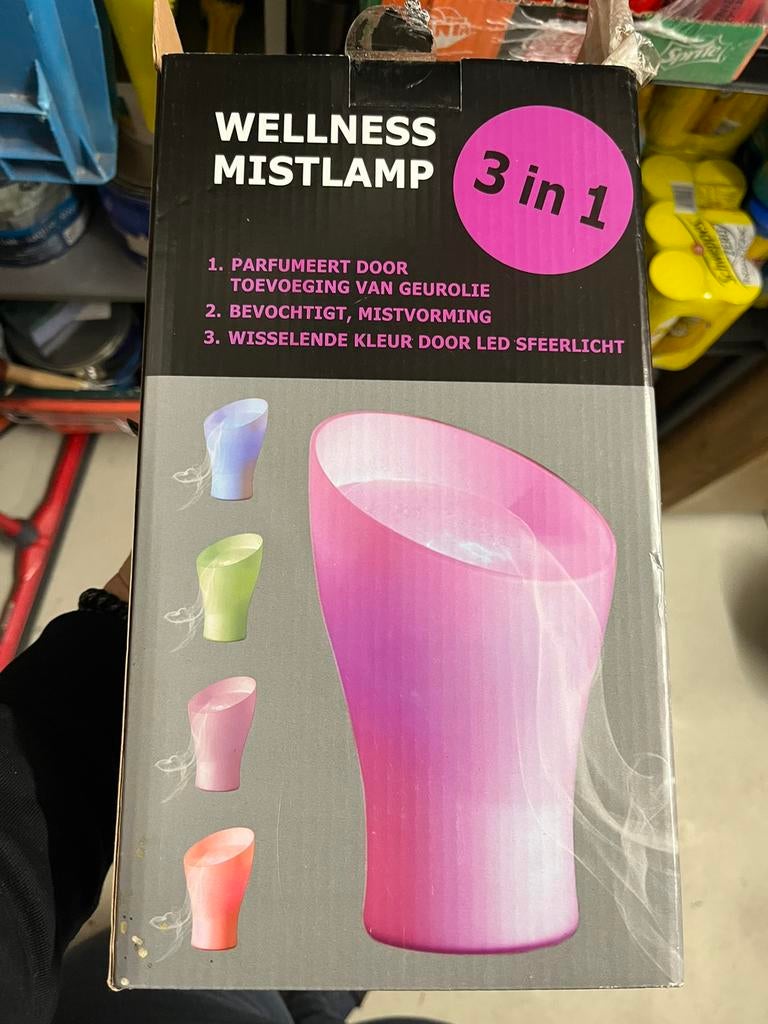 WELLNESS
MISTLAMP
3 in 1
1. PARFUMEERT DOOR
TOEVOEGING VAN GEUROLIE
2. BEVOCHTIGT, MISTVORMING
3. WISSELENDE KLEUR DOOR LED SFEERLICHT